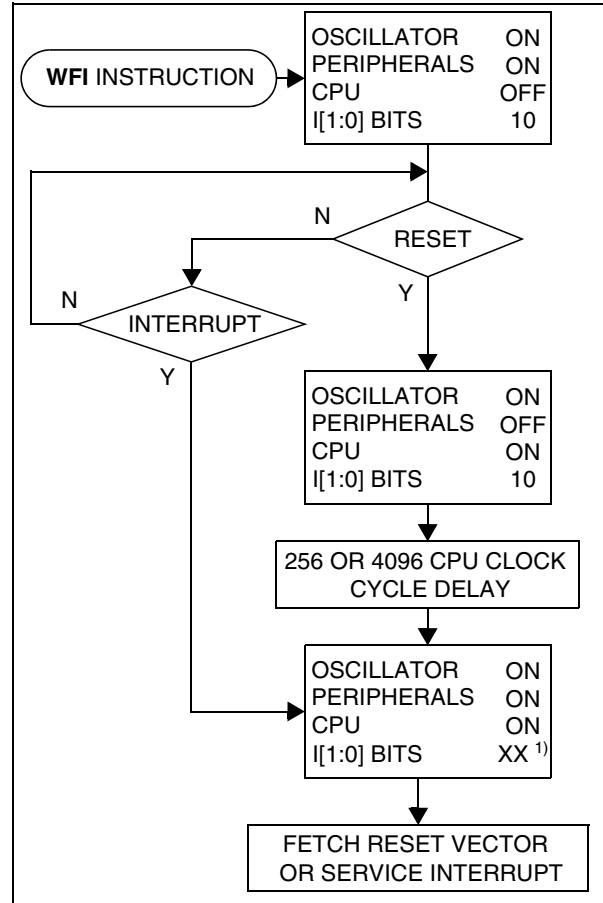 WFI INSTRUCTION
OSCILLATOR ON
PERIPHERALS ON
CPU OFF
I[1:0] BITS 10
N
RESET
Y
N
INTERRUPT
Y
OSCILLATOR ON
PERIPHERALS OFF
CPU ON
I[1:0] BITS 10
256 OR 4096 CPU CLOCK
CYCLE DELAY
OSCILLATOR ON
PERIPHERALS ON
CPU ON
I[1:0] BITS XX 1)
FETCH RESET VECTOR
OR SERVICE INTERRUPT